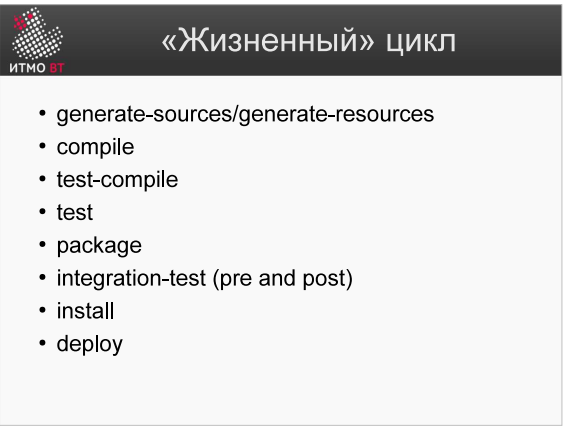 ИТМО ВТ
«Жизненный» цикл
• generate-sources/generate-resources
• compile
• test-compile
• test
• package
• integration-test (pre and post)
• install
• deploy